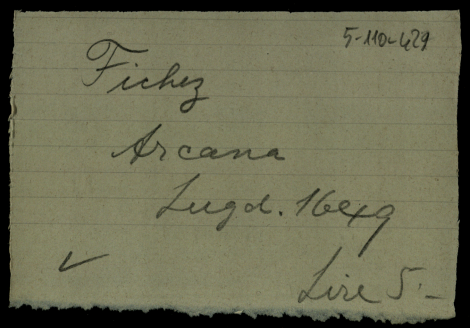 5-110-429
Fichez
Arcana
Lugd. 1649
✓ Lire 5.-